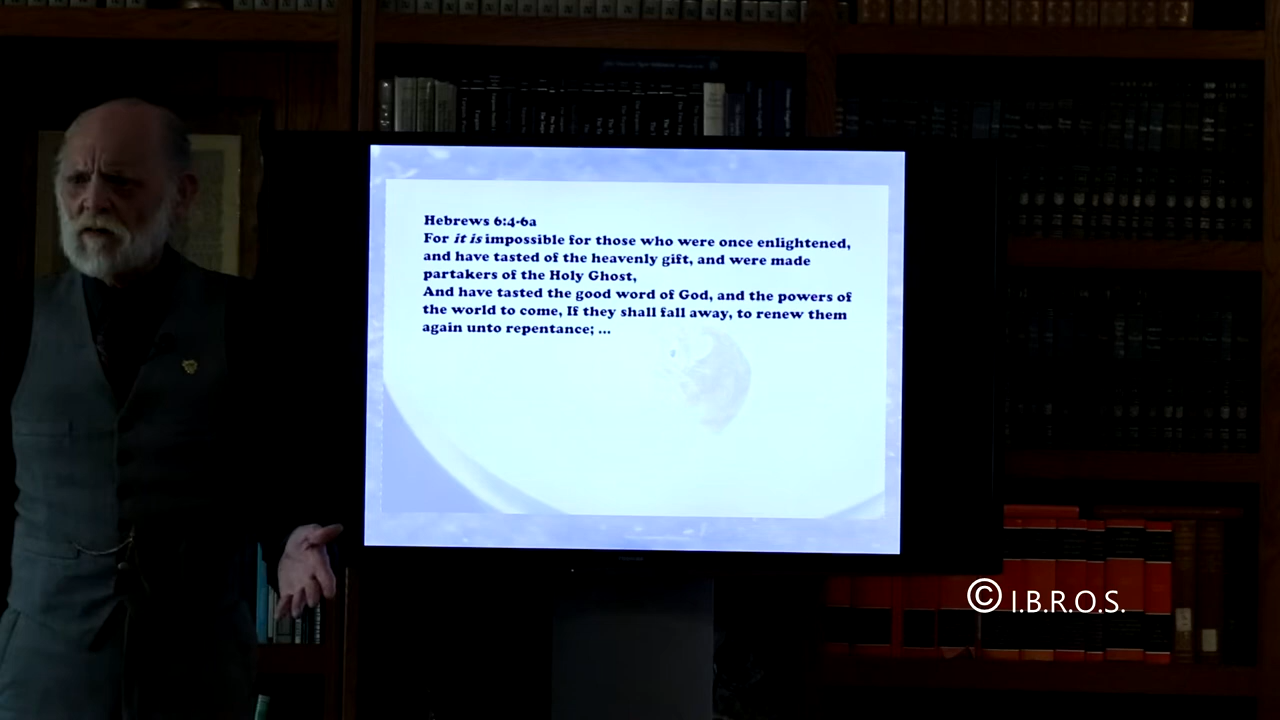 Hebrews 6:4-6a
For it is impossible for those who were once enlightened,
and have tasted of the heavenly gift, and were made
partakers of the Holy Ghost,
And have tasted the good word of God, and the powers of
the world to come, If they shall fall away, to renew them
again unto repentance; ...
© I.B.R.O.S.